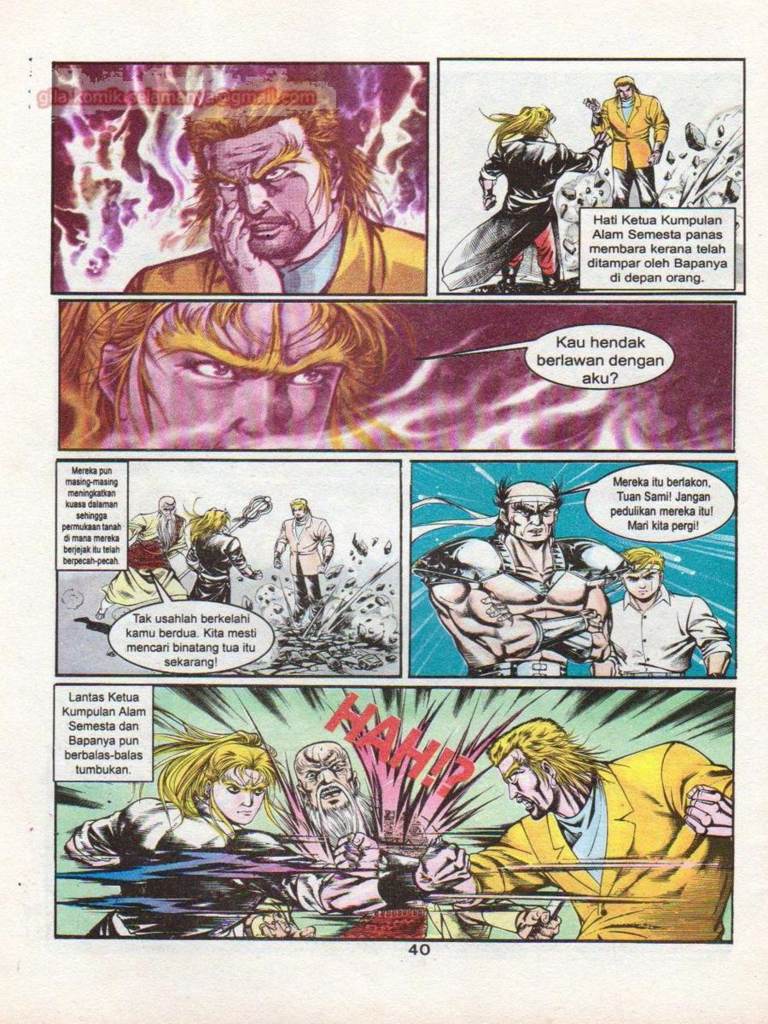 gila-komik.selamanya@gmail.com
Hati Ketua Kumpulan
Alam Semesta panas
membara kerana telah
ditampar oleh Bapanya
di depan orang.
Kau hendak
berlawan dengan
aku?
Mereka pun
masing-masing
meningkatkan
kuasa dalaman
sehingga
permukaan tanah
di mana mereka
berjejak itu telah
berpecah-pecah.
Tak usahlah berkelahi
kamu berdua. Kita mesti
mencari binatang tua itu
sekarang!
Mereka itu berlakon,
Tuan Sami! Jangan
pedulikan mereka itu!
Mari kita pergi!
Lantas Ketua
Kumpulan Alam
Semesta dan
Bapanya pun
berbalas-balas
tumbukan.
HAH!?
40